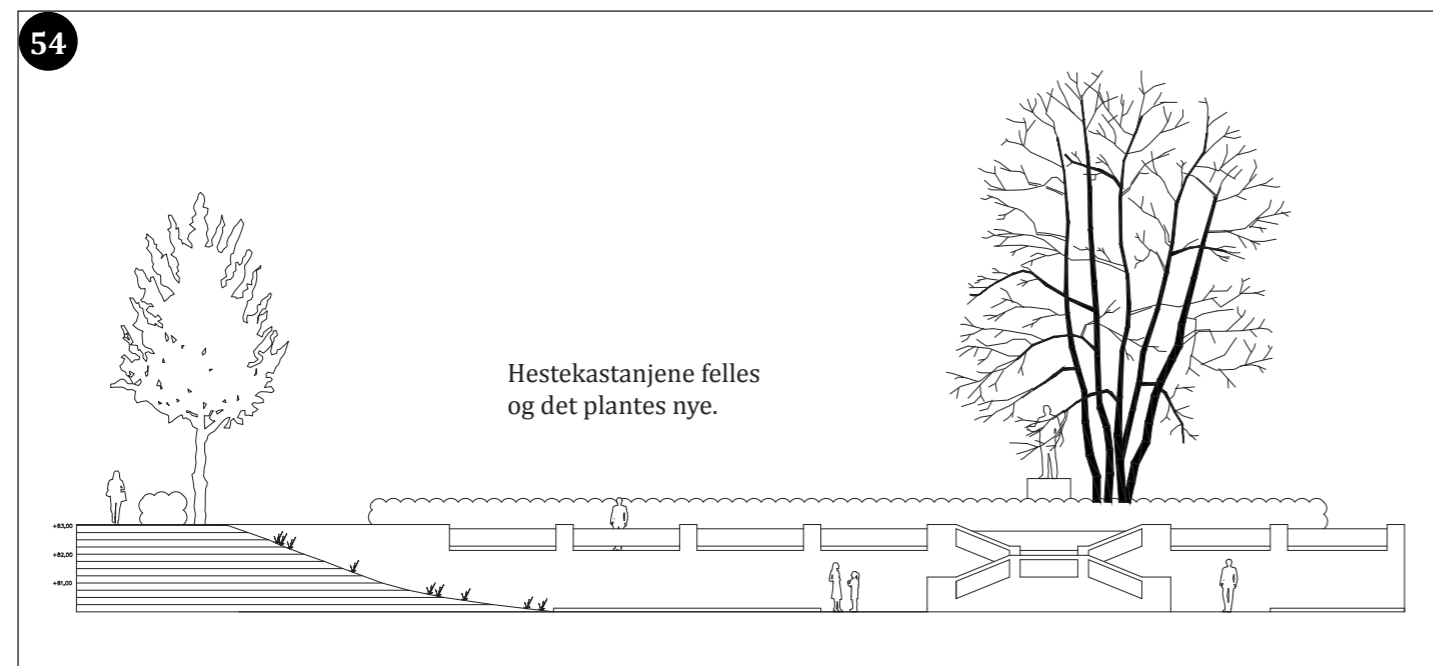 54
Hestekastanjene felles
og det plantes nye.
+83,00
+82,00
+81,00